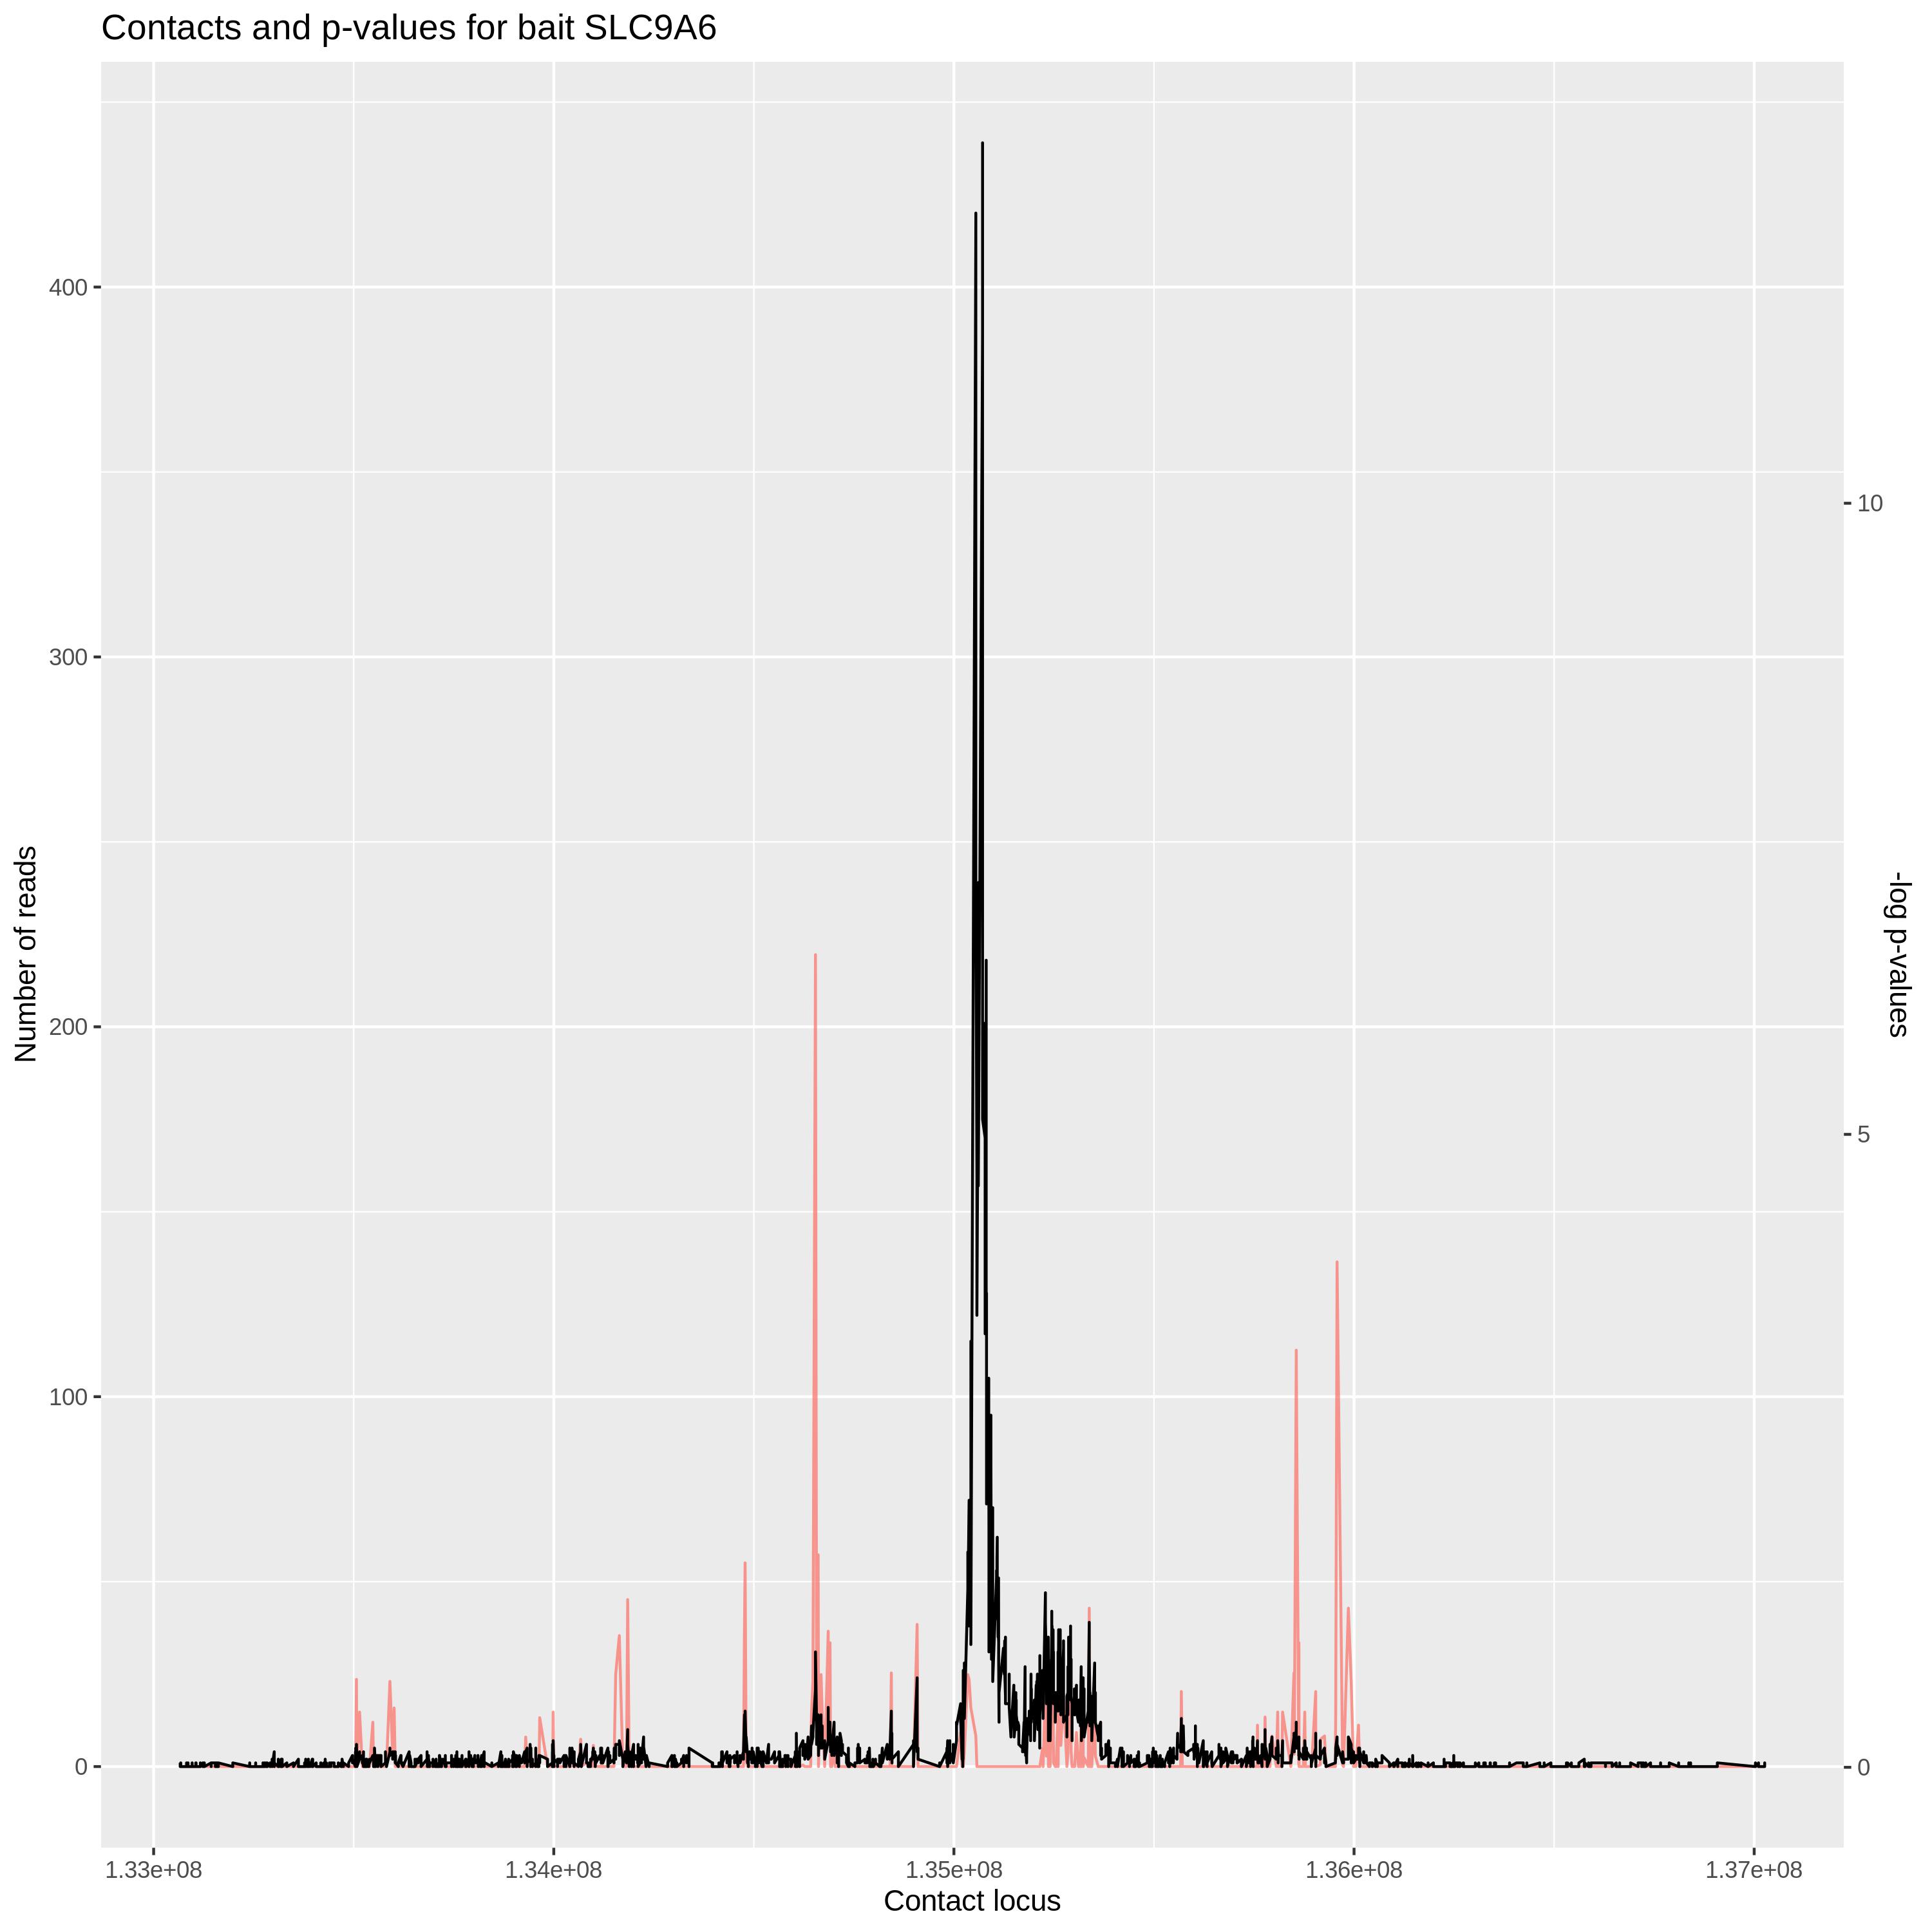 Contacts and p-values for bait SLC9A6
Number of reads
400
300
200
100
0
10
5
0
-log p-values
1.33e+08
1.34e+08
1.35e+08
1.36e+08
1.37e+08
Contact locus